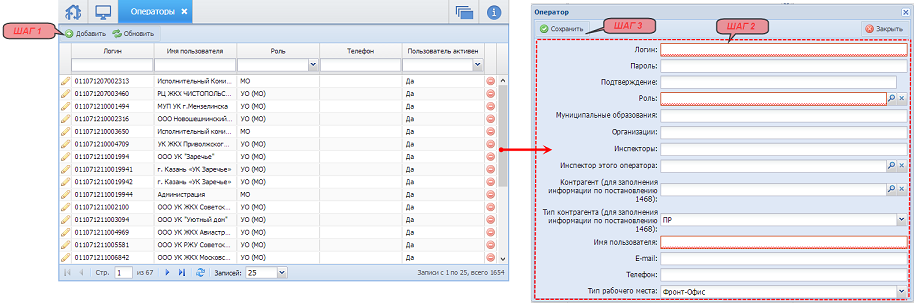 Операторы
ШАГ 1
Добавить Обновить
Логин Имя пользователя Роль Телефон Пользователь активен
011071207002313 Исполнительный Коми... МО Да
011071207003460 РЦ ЖКХ ЧИСТОПОЛЬС... УО (МО) Да
011071210001494 МУП УК г.Мензелинска УО (МО) Да
011071210002316 ООО Новошешминский... УО (МО) Да
011071210003650 Исполнительный коми... МО Да
011071210004709 УК ЖКХ Приволжског... УО (МО) Да
011071211001994 ООО УК "Заречье" УО (МО) Да
0110712110019941 г. Казань «УК Заречье» УО (МО) Да
0110712110019942 г. Казань «УК Заречье» УО (МО) Да
0110712110019944 Администрация МО Да
011071211002100 ООО УК ЖКХ Советск... УО (МО) Да
011071211003094 ООО УК "Уютный дом" УО (МО) Да
011071211004969 ООО УК ЖКХ Авиастр... УО (МО) Да
011071211005581 ООО УК РЖУ Советск... УО (МО) Да
011071211006842 ООО УК ЖКХ Московс... УО (МО) Да
Стр. 1 из 67 Записей: 25 Записи с 1 по 25, всего 1654
Оператор
Сохранить ШАГ 3 ШАГ 2 Закрыть
Логин:
Пароль:
Подтверждение:
Роль:
Муниципальные образования:
Организации:
Инспекторы:
Инспектор этого оператора:
Контрагент (для заполнения
информации по постановлению
1468):
Тип контрагента (для заполнения
информации по постановлению ПР
1468):
Имя пользователя:
E-mail:
Телефон:
Тип рабочего места: Фронт-Офис